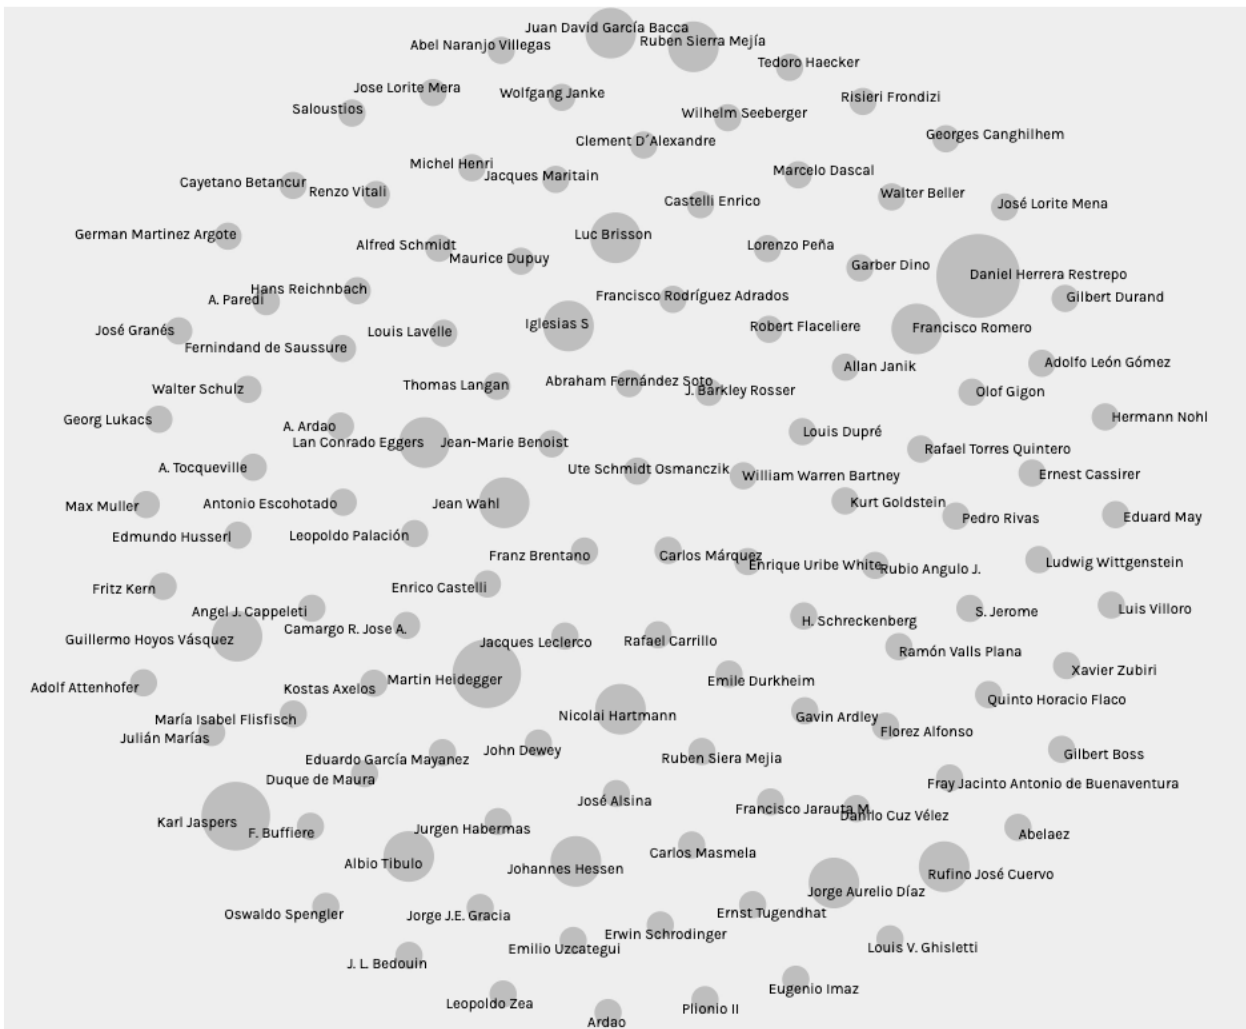 Juan David García Bacca
Ruben Sierra Mejía
Abel Naranjo Villegas
Tedoro Haecker
Jose Lorite Mera
Wolfgang Janke
Risieri Frondizi
Saloustios
Wilhelm Seeberger
Georges Canghilhem
Clement D´Alexandre
Michel Henri
Jacques Maritain
Marcelo Dascal
Cayetano Betancur
Renzo Vitali
Walter Beller
Castelli Enrico
José Lorite Mena
German Martinez Argote
Luc Brisson
Alfred Schmidt
Lorenzo Peña
Maurice Dupuy
Garber Dino
Daniel Herrera Restrepo
Hans Reichnbach
A. Paredi
Francisco Rodríguez Adrados
Gilbert Durand
José Granés
Louis Lavelle
Iglesias S
Robert Flaceliere
Francisco Romero
Fernindand de Saussure
Allan Janik
Adolfo León Gómez
Walter Schulz
Thomas Langan
Abraham Fernández Soto
J. Barkley Rosser
Olof Gigon
Georg Lukacs
A. Ardao
Hermann Nohl
Lan Conrado Eggers
Jean-Marie Benoist
Louis Dupré
Rafael Torres Quintero
A. Tocqueville
Ute Schmidt Osmanczik
William Warren Bartney
Ernest Cassirer
Max Muller
Antonio Escohotado
Jean Wahl
Kurt Goldstein
Pedro Rivas
Eduard May
Edmundo Husserl
Leopoldo Palación
Franz Brentano
Carlos Márquez
Enrique Uribe White
Rubio Angulo J.
Ludwig Wittgenstein
Fritz Kern
Enrico Castelli
Angel J. Cappeleti
Camargo R. Jose A.
H. Schreckenberg
S. Jerome
Luis Villoro
Guillermo Hoyos Vásquez
Jacques Leclerco
Rafael Carrillo
Ramón Valls Plana
Xavier Zubiri
Adolf Attenhofer
Kostas Axelos
Martin Heidegger
Emile Durkheim
Quinto Horacio Flaco
María Isabel Flisfisch
Nicolai Hartmann
Gavin Ardley
Julián Marías
Florez Alfonso
Eduardo García Mayanez
John Dewey
Ruben Siera Mejia
Gilbert Boss
Duque de Maura
Fray Jacinto Antonio de Buenaventura
José Alsina
Francisco Jarauta M.
Danilo Cuz Vélez
Karl Jaspers
F. Buffiere
Jurgen Habermas
Abelaez
Albio Tibulo
Johannes Hessen
Carlos Masmela
Jorge Aurelio Díaz
Rufino José Cuervo
Oswaldo Spengler
Jorge J.E. Gracia
Ernst Tugendhat
Emilio Uzcategui
Erwin Schrodinger
Louis V. Ghisletti
J. L. Bedouin
Eugenio Imaz
Leopoldo Zea
Plionio II
Ardao